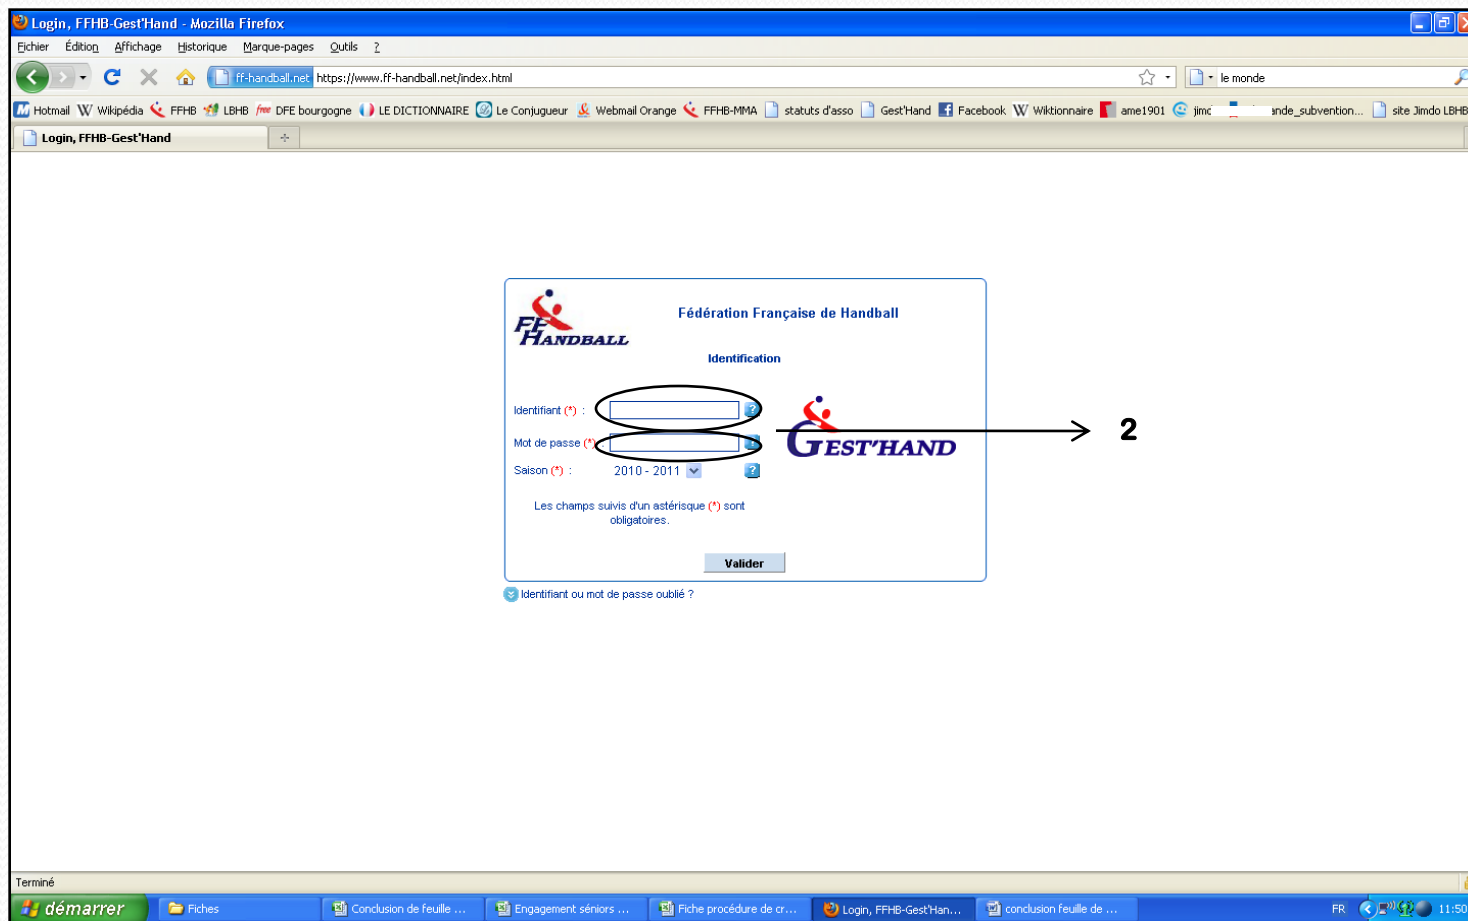 Login, FFHB-Gest'Hand - Mozilla Firefox
Fichier Édition Affichage Historique Marque-pages Outils ?
ff-handball.net https://www.ff-handball.net/index.html le monde
Hotmail Wikipédia FFHB LBHB free DFE bourgogne LE DICTIONNAIRE Le Conjugueur Webmail Orange FFHB-MMA statuts d'asso Gest'Hand Facebook Wiktionnaire ame1901 ande_subvention... site Jimdo LBHB
Login, FFHB-Gest'Hand
FF HANDBALL
Fédération Française de Handball
Identification
Identifiant (*) :
Mot de passe (*) :
GEST'HAND
2
Saison (*) : 2010 - 2011
Les champs suivis d'un astérisque (*) sont
obligatoires.
Valider
Identifiant ou mot de passe oublié ?
Terminé
démarrer Fiches Conclusion de feuille ... Engagement séniors ... Fiche procédure de cr... Login, FFHB-Gest'Han... conclusion feuille de ... FR 11:50